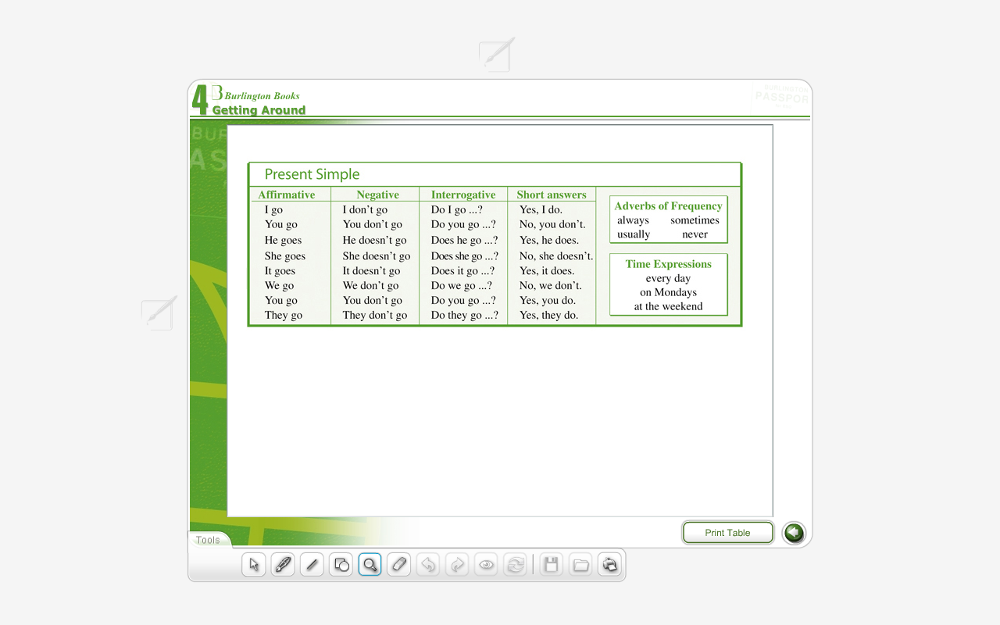 4 Burlington Books
Getting Around
BURLINGTON
PASSPOR
BUR
AS
Present Simple
Affirmative Negative Interrogative Short answers
I go I don't go Do I go ...? Yes, I do.
You go You don't go Do you go ...? No, you don't.
He goes He doesn't go Does he go ...? Yes, he does.
She goes She doesn't go Does she go ...? No, she doesn't.
It goes It doesn't go Does it go ...? Yes, it does.
We go We don't go Do we go ...? No, we don't.
You go You don't go Do you go ...? Yes, you do.
They go They don't go Do they go ...? Yes, they do.
Adverbs of Frequency
always sometimes
usually never
Time Expressions
every day
on Mondays
at the weekend
Print Table
Tools